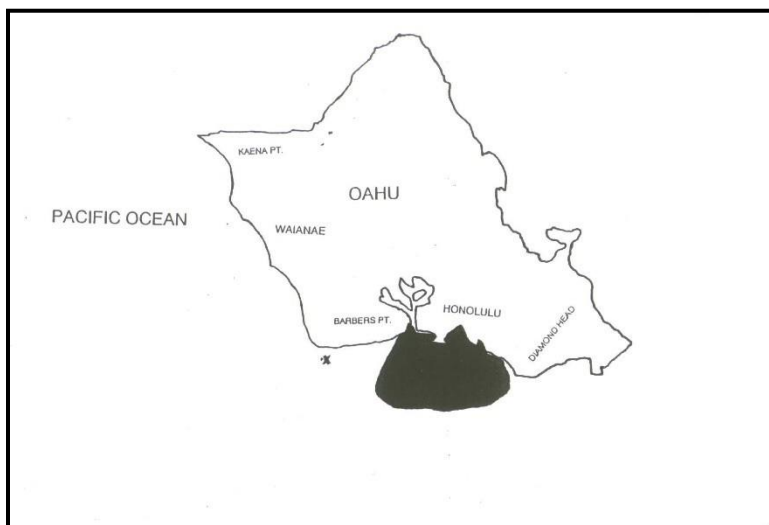 KAENA PT.
OAHU
PACIFIC OCEAN
WAIANAE
HONOLULU
BARBERS PT.
DIAMOND HEAD